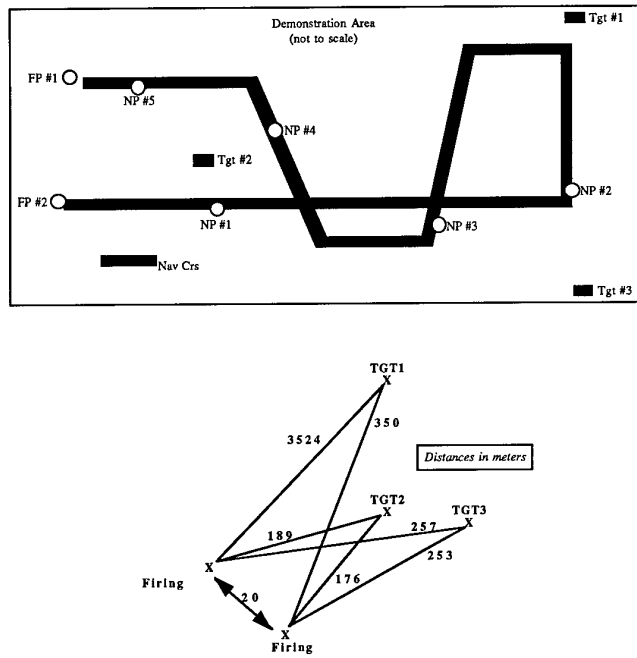 Demonstration Area
(not to scale)
Tgt #1
FP #1
NP #5
NP #4
Tgt #2
NP #2
FP #2
NP #1
NP #3
Nav Crs
Tgt #3
TGT1
350
3524
Distances in meters
TGT2
TGT3
189
257
253
176
Firing
20
Firing
X
X
X
X
X